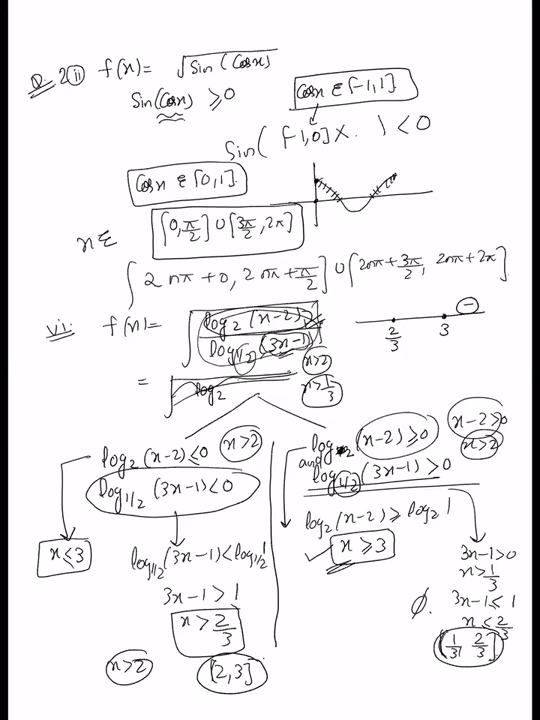 Q. 2(ii) f(x) = √Sin (Cosx)
Sin(Cosx) ≥ 0
Cosx ∈ [-1,1]
Sin( [-1,0] x. ) < 0
Cosx ∈ [0,1].
x ∈ [0, π/2] ∪ [3π/2, 2π]
[2nπ+0, 2nπ+π/2] ∪ [2nπ+3π/2, 2nπ+2π].
vi. f(x) = √(log₂(x-2) / log₁/₂(3x-1))
x>2
x>1/3
2/3 3 −
= √log₂
log₂(x-2) ≤ 0 x>2
log₁/₂(3x-1) < 0
x ≤ 3
log₁/₂(3x-1) < log₁/₂ 1
3x-1 > 1
x > 2/3
x>2 (2,3]
log₂(x-2) ≥ 0 x-2>0
x>2
and
log₁/₂(3x-1) > 0
log₂(x-2) ≥ log₂ 1
x ≥ 3
3x-1>0
x>1/3
ø. 3x-1≤1
x≤2/3
(1/3, 2/3]